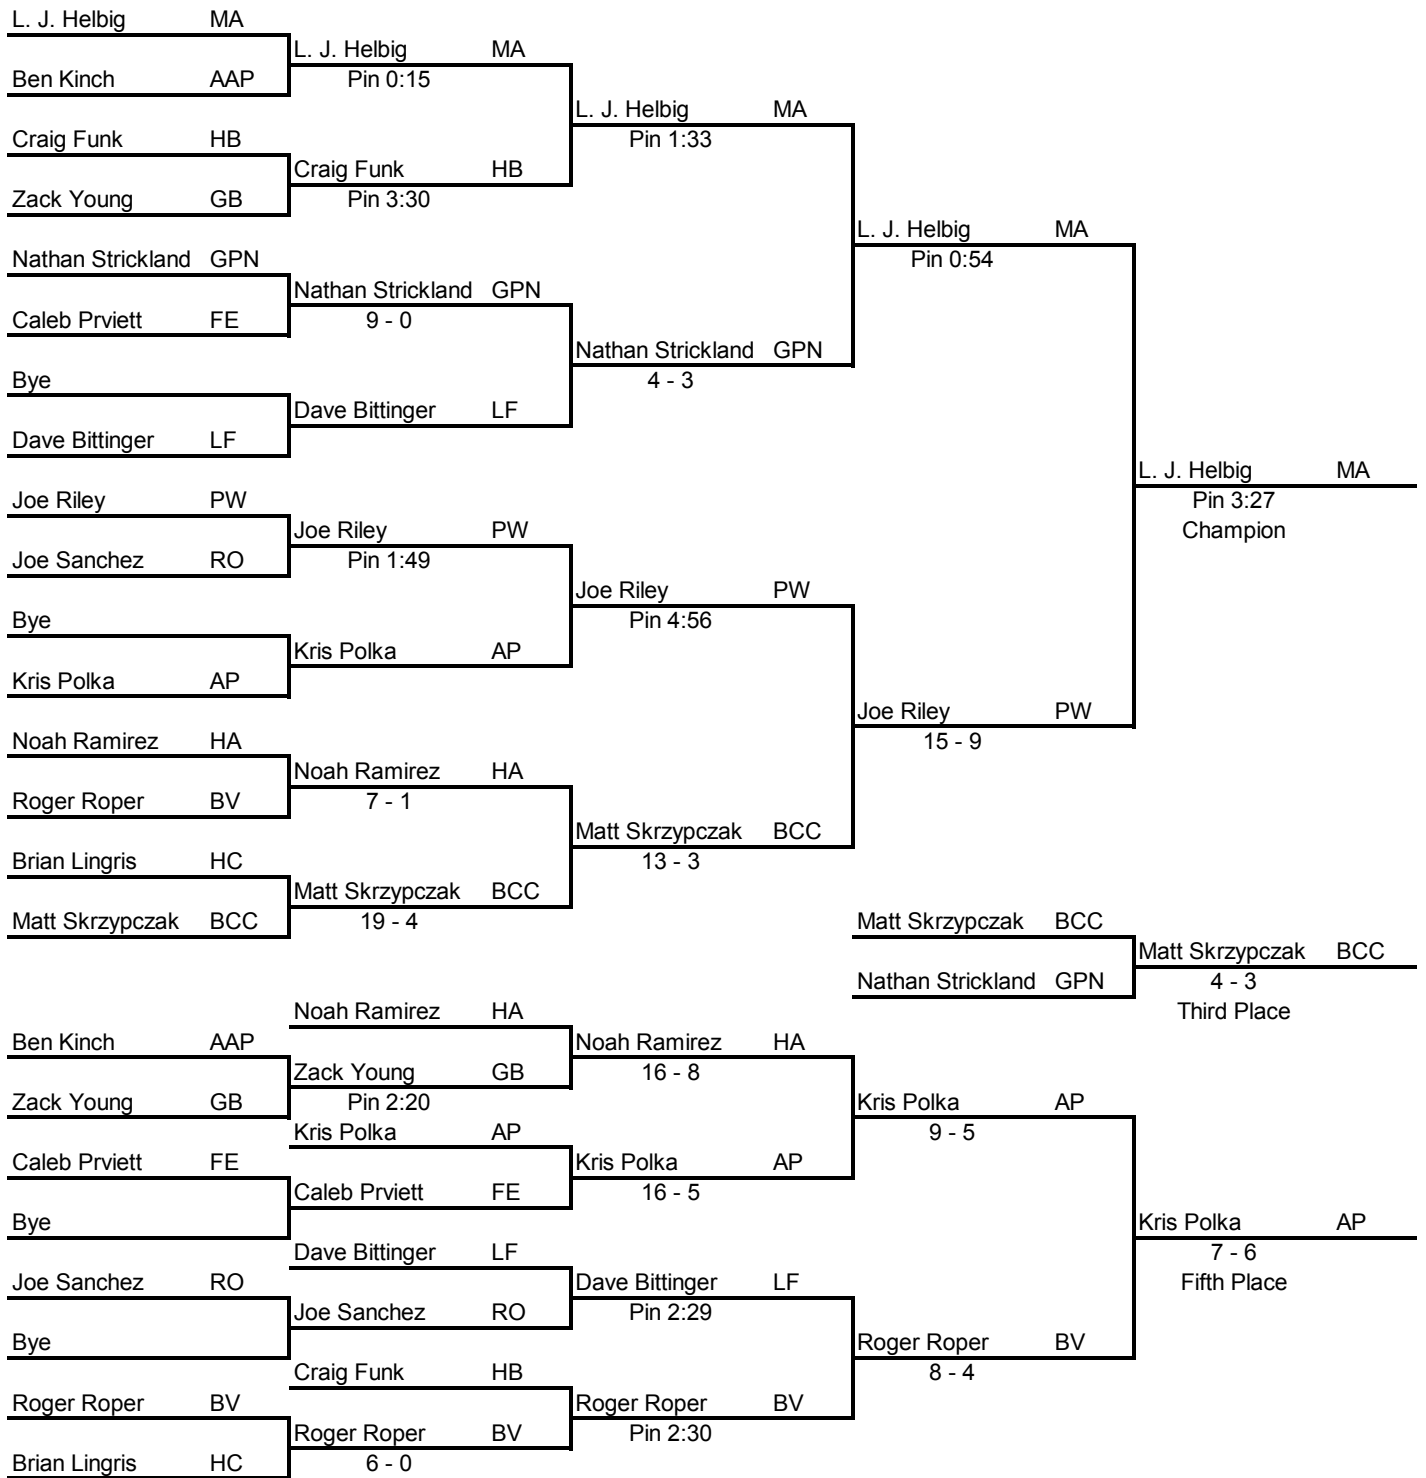 L. J. Helbig MA
L. J. Helbig MA
Ben Kinch AAP
Pin 0:15
L. J. Helbig MA
Craig Funk HB
Pin 1:33
Craig Funk HB
Zack Young GB
Pin 3:30
L. J. Helbig MA
Nathan Strickland GPN
Pin 0:54
Nathan Strickland GPN
Caleb Prviett FE
9 - 0
Nathan Strickland GPN
Bye
4 - 3
Dave Bittinger LF
Dave Bittinger LF
L. J. Helbig MA
Joe Riley PW
Pin 3:27
Joe Riley PW
Champion
Joe Sanchez RO
Pin 1:49
Joe Riley PW
Bye
Pin 4:56
Kris Polka AP
Kris Polka AP
Joe Riley PW
Noah Ramirez HA
15 - 9
Noah Ramirez HA
Roger Roper BV
7 - 1
Matt Skrzypczak BCC
Brian Lingris HC
13 - 3
Matt Skrzypczak BCC
Matt Skrzypczak BCC
19 - 4
Matt Skrzypczak BCC
Matt Skrzypczak BCC
Nathan Strickland GPN
4 - 3
Noah Ramirez HA
Third Place
Ben Kinch AAP
Noah Ramirez HA
Zack Young GB
16 - 8
Zack Young GB
Pin 2:20
Kris Polka AP
Kris Polka AP
9 - 5
Caleb Prviett FE
Kris Polka AP
Caleb Prviett FE
16 - 5
Bye
Kris Polka AP
Dave Bittinger LF
7 - 6
Joe Sanchez RO
Dave Bittinger LF
Fifth Place
Joe Sanchez RO
Pin 2:29
Bye
Roger Roper BV
Craig Funk HB
8 - 4
Roger Roper BV
Roger Roper BV
Roger Roper BV
Pin 2:30
Brian Lingris HC
6 - 0